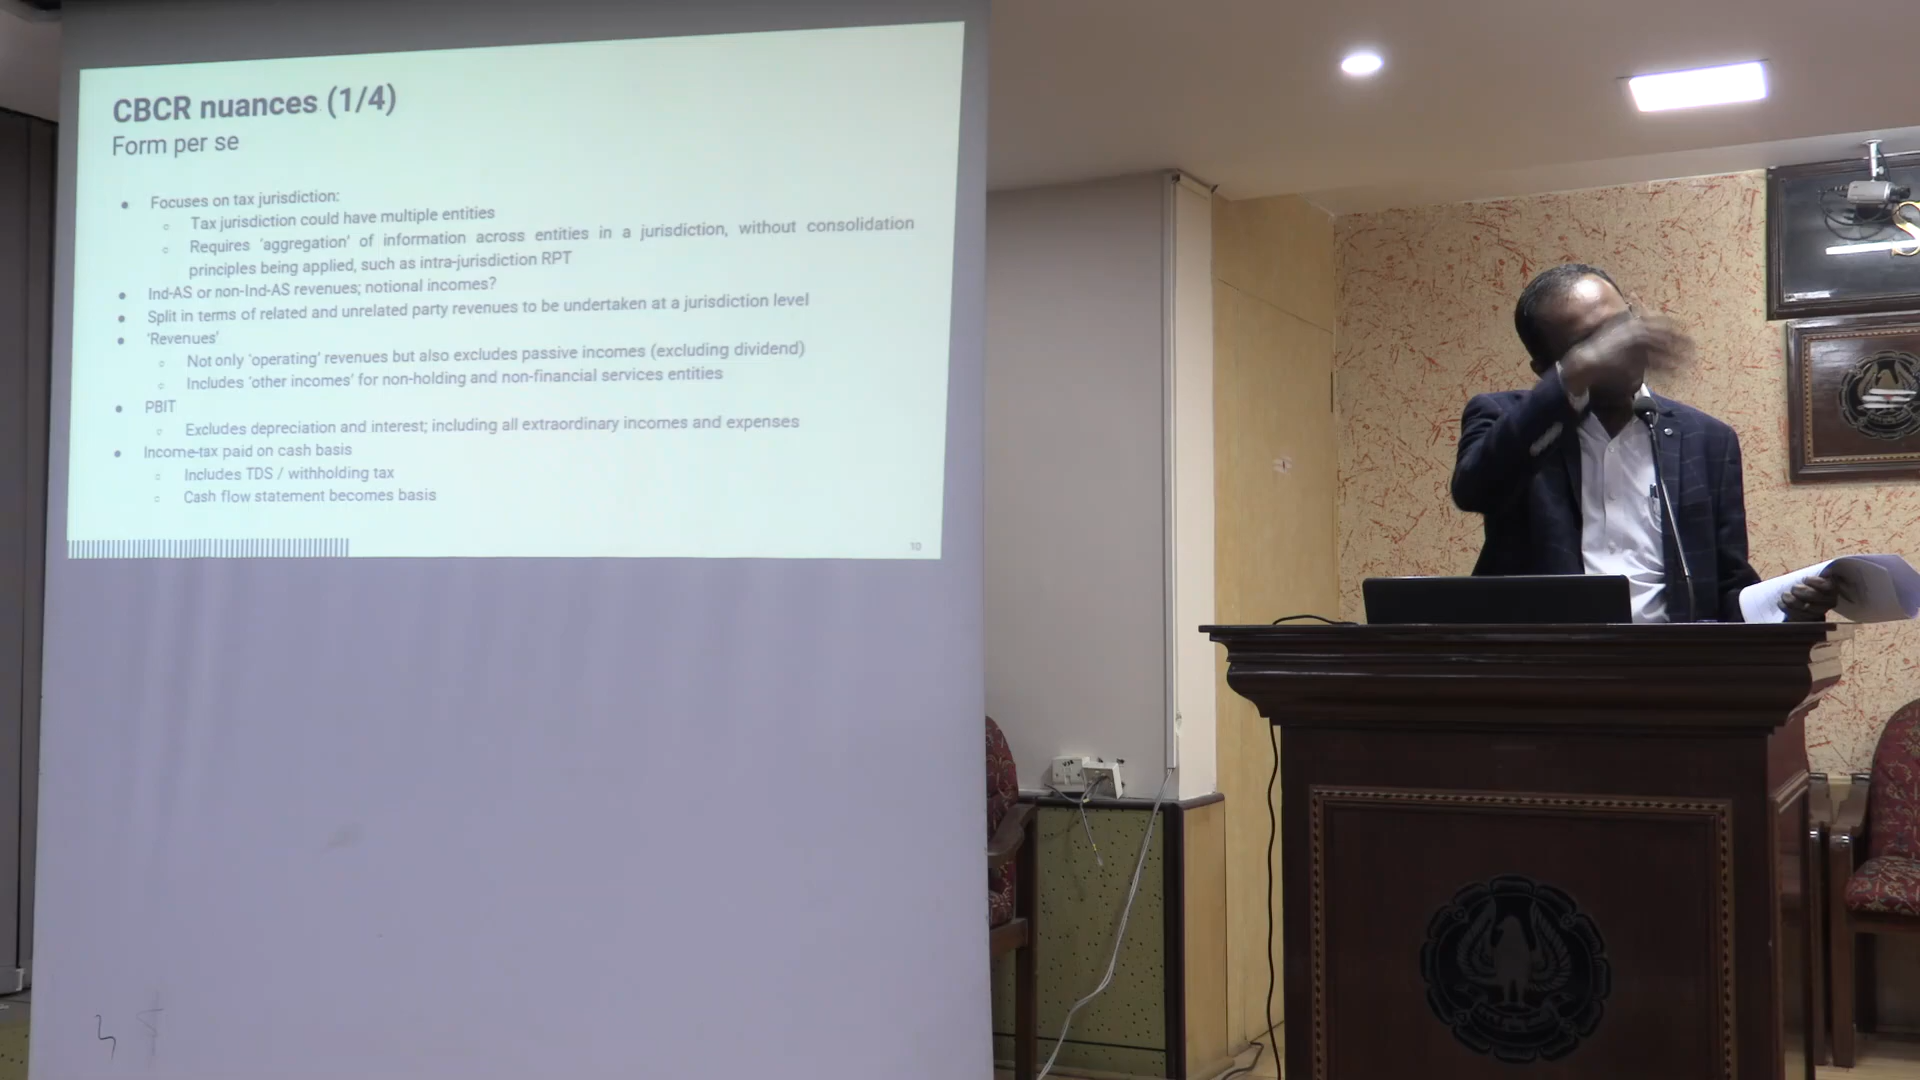 CBCR nuances (1/4)
Form per se
● Focuses on tax jurisdiction:
○ Tax jurisdiction could have multiple entities
○ Requires 'aggregation' of information across entities in a jurisdiction, without consolidation
principles being applied, such as intra-jurisdiction RPT
● Ind-AS or non-Ind-AS revenues; notional incomes?
● Split in terms of related and unrelated party revenues to be undertaken at a jurisdiction level
● 'Revenues'
○ Not only 'operating' revenues but also excludes passive incomes (excluding dividend)
○ Includes 'other incomes' for non-holding and non-financial services entities
● PBIT
○ Excludes depreciation and interest; including all extraordinary incomes and expenses
● Income-tax paid on cash basis
○ Includes TDS / withholding tax
○ Cash flow statement becomes basis
10